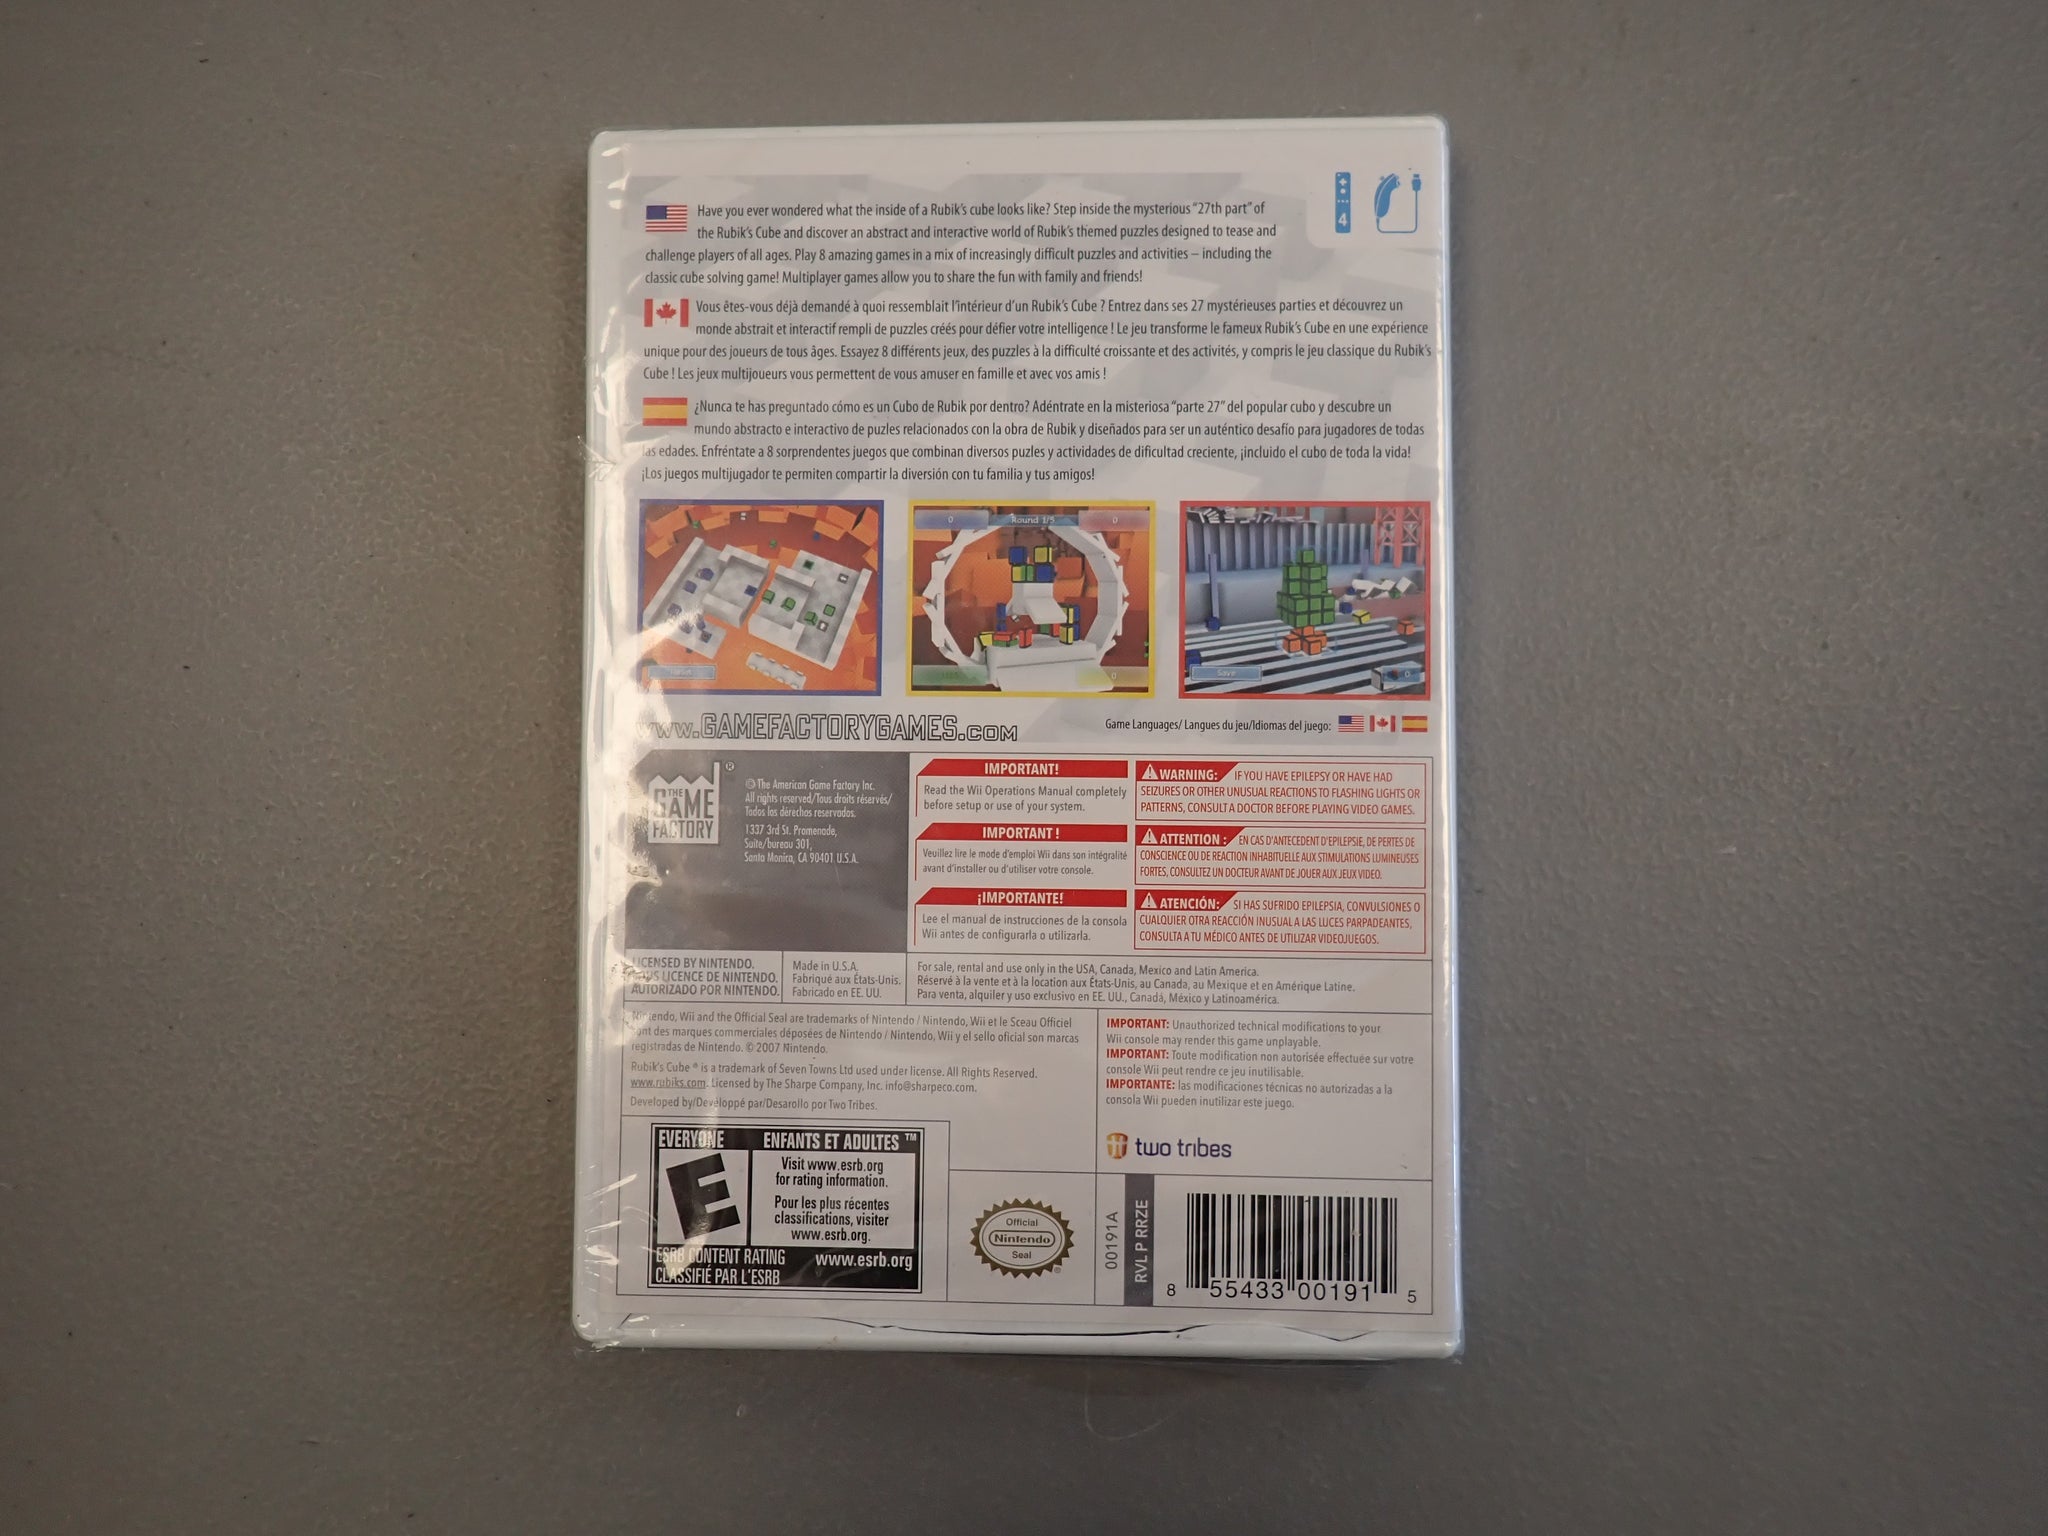 Have you ever wondered what the inside of a Rubik's cube looks like? Step inside the mysterious "27th part" of
the Rubik's Cube and discover an abstract and interactive world of Rubik's themed puzzles designed to tease and
challenge players of all ages. Play 8 amazing games in a mix of increasingly difficult puzzles and activities – including the
classic cube solving game! Multiplayer games allow you to share the fun with family and friends!
4
Vous êtes-vous déjà demandé à quoi ressemblait l'intérieur d'un Rubik's Cube ? Entrez dans ses 27 mystérieuses parties et découvrez un
monde abstrait et interactif rempli de puzzles créés pour défier votre intelligence ! Le jeu transforme le fameux Rubik's Cube en une expérience
unique pour des joueurs de tous âges. Essayez 8 différents jeux, des puzzles à la difficulté croissante et des activités, y compris le jeu classique du Rubik's
Cube ! Les jeux multijoueurs vous permettent de vous amuser en famille et avec vos amis !
¿Nunca te has preguntado cómo es un Cubo de Rubik por dentro? Adéntrate en la misteriosa "parte 27" del popular cubo y descubre un
mundo abstracto e interactivo de puzles relacionados con la obra de Rubik y diseñados para ser un auténtico desafío para jugadores de todas
las edades. Enfréntate a 8 sorprendentes juegos que combinan diversos puzles y actividades de dificultad creciente, ¡incluido el cubo de toda la vida!
¡Los juegos multijugador te permiten compartir la diversión con tu familia y tus amigos!
0 Round 1/5 0
0
Save
0
www.GAMEFACTORYGAMES.com
Game Languages/ Langues du jeu/Idiomas del juego:
THE
GAME
FACTORY
®
© The American Game Factory Inc.
All rights reserved/Tous droits réservés/
Todos los derechos reservados.
1337 3rd St. Promenade,
Suite/bureau 301,
Santa Monica, CA 90401 U.S.A.
IMPORTANT!
Read the Wii Operations Manual completely
before setup or use of your system.
IMPORTANT !
Veuillez lire le mode d'emploi Wii dans son intégralité
avant d'installer ou d'utiliser votre console.
¡IMPORTANTE!
Lee el manual de instrucciones de la consola
Wii antes de configurarla o utilizarla.
WARNING: IF YOU HAVE EPILEPSY OR HAVE HAD
SEIZURES OR OTHER UNUSUAL REACTIONS TO FLASHING LIGHTS OR
PATTERNS, CONSULT A DOCTOR BEFORE PLAYING VIDEO GAMES.
ATTENTION : EN CAS D'ANTECEDENT D'EPILEPSIE, DE PERTES DE
CONSCIENCE OU DE REACTION INHABITUELLE AUX STIMULATIONS LUMINEUSES
FORTES, CONSULTEZ UN DOCTEUR AVANT DE JOUER AUX JEUX VIDEO.
ATENCIÓN: SI HAS SUFRIDO EPILEPSIA, CONVULSIONES O
CUALQUIER OTRA REACCIÓN INUSUAL A LAS LUCES PARPADEANTES,
CONSULTA A TU MÉDICO ANTES DE UTILIZAR VIDEOJUEGOS.
LICENSED BY NINTENDO.
SOUS LICENCE DE NINTENDO.
AUTORIZADO POR NINTENDO.
Made in U.S.A.
Fabriqué aux États-Unis.
Fabricado en EE. UU.
For sale, rental and use only in the USA, Canada, Mexico and Latin America.
Réservé à la vente et à la location aux États-Unis, au Canada, au Mexique et en Amérique Latine.
Para venta, alquiler y uso exclusivo en EE. UU., Canadá, México y Latinoamérica.
Nintendo, Wii and the Official Seal are trademarks of Nintendo / Nintendo, Wii et le Sceau Officiel
sont des marques commerciales déposées de Nintendo / Nintendo, Wii y el sello oficial son marcas
registradas de Nintendo. © 2007 Nintendo.
Rubik's Cube ® is a trademark of Seven Towns Ltd used under license. All Rights Reserved.
www.rubiks.com. Licensed by The Sharpe Company, Inc. info@sharpeco.com.
Developed by/Developpé par/Desarollo por Two Tribes.
IMPORTANT: Unauthorized technical modifications to your
Wii console may render this game unplayable.
IMPORTANT: Toute modification non autorisée effectuée sur votre
console Wii peut rendre ce jeu inutilisable.
IMPORTANTE: las modificaciones técnicas no autorizadas a la
consola Wii pueden inutilizar este juego.
two tribes
EVERYONE ENFANTS ET ADULTES ™
E
Visit www.esrb.org
for rating information.
Pour les plus récentes
classifications, visiter
www.esrb.org.
ESRB CONTENT RATING www.esrb.org
CLASSIFIÉ PAR L'ESRB
Official
Nintendo
Seal
®
00191A
RVL P RRZE
8 55433 00191 5